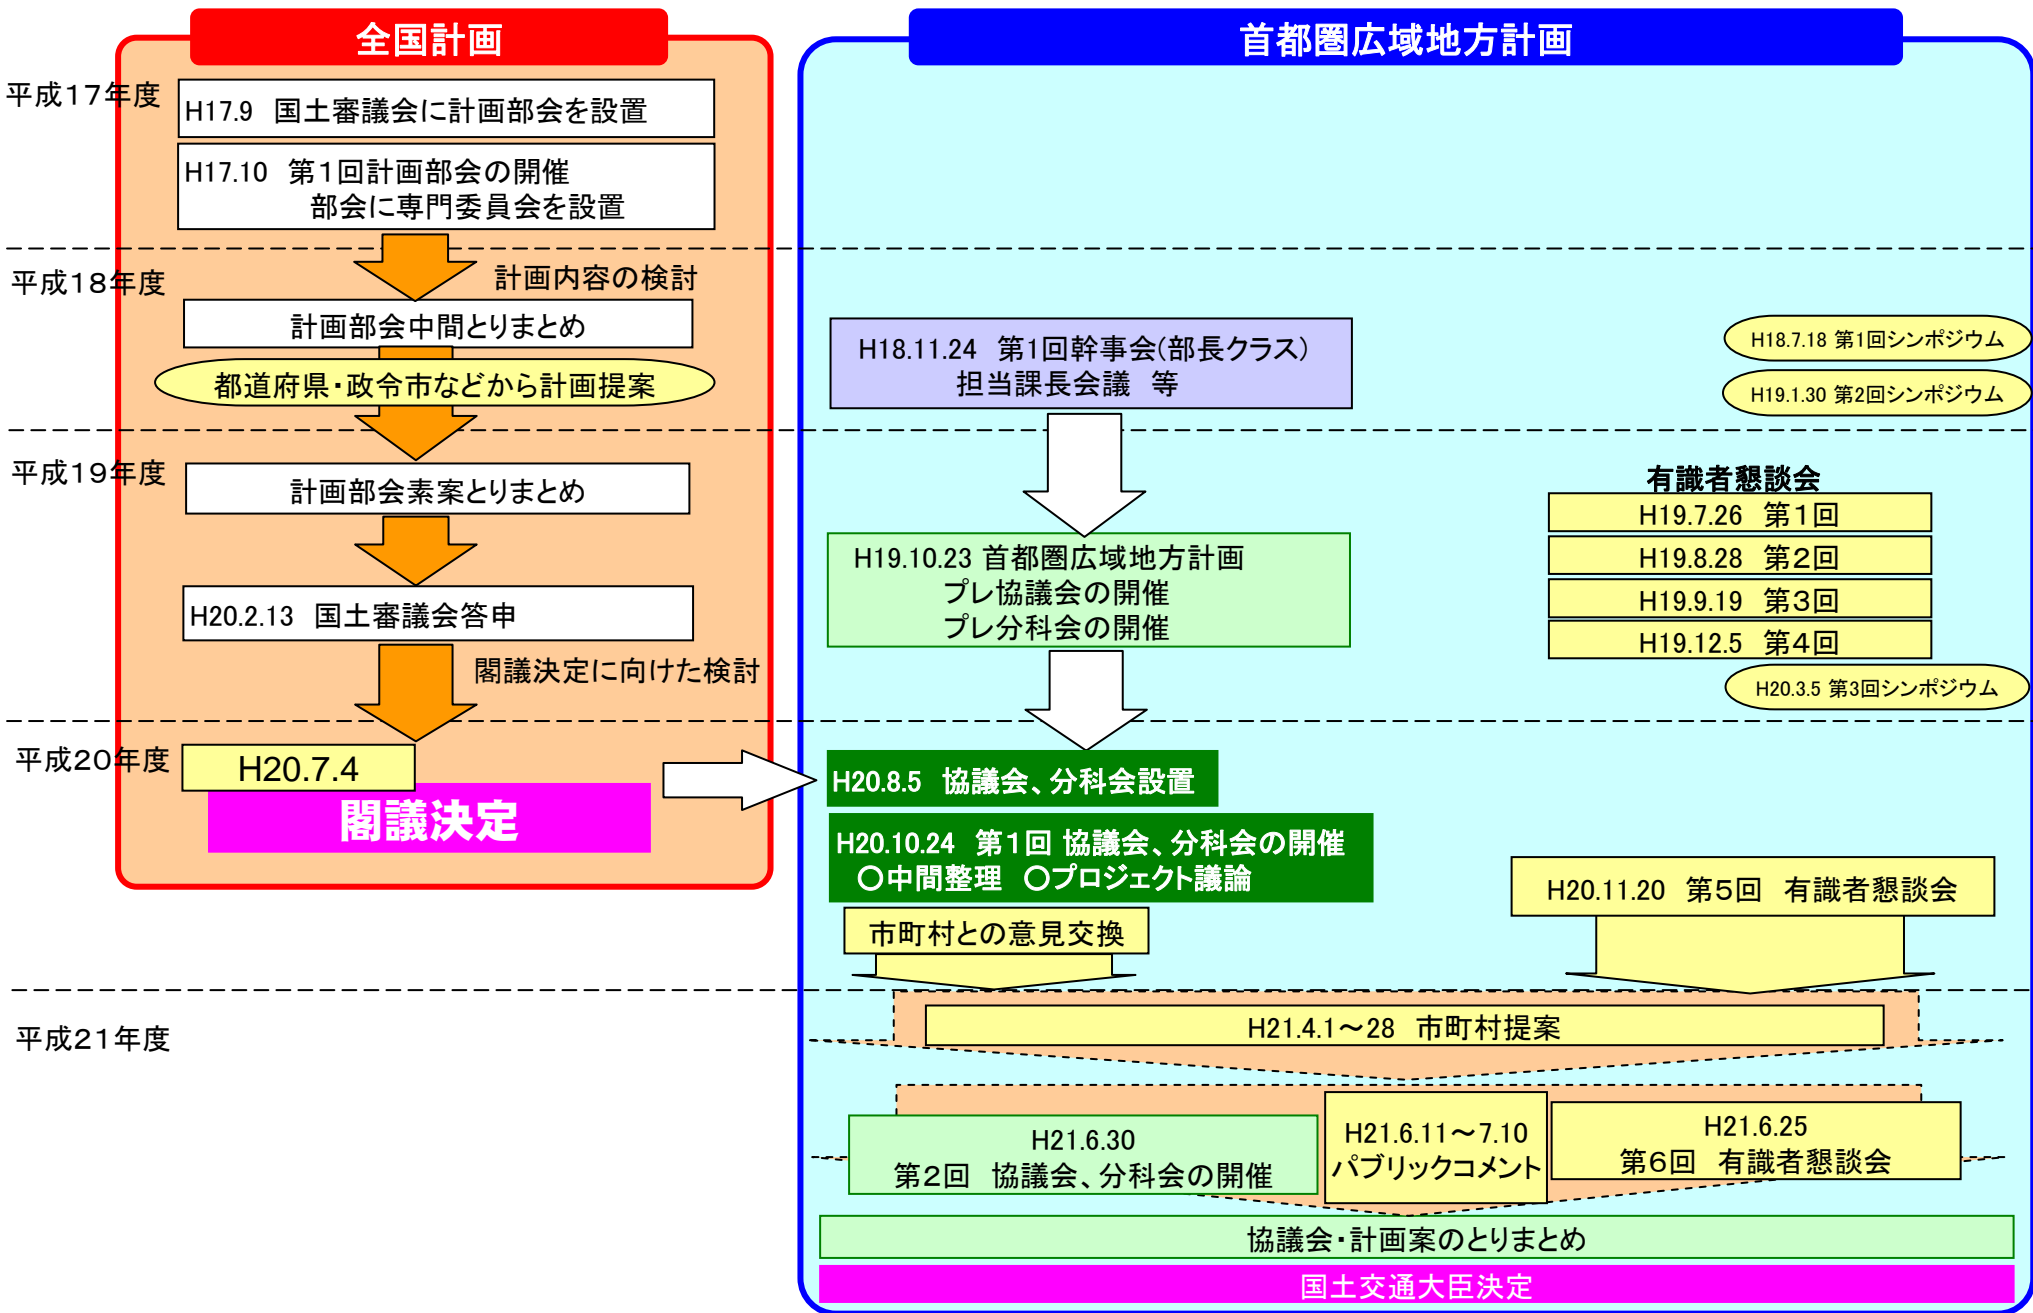 全国計画
首都圏広域地方計画
平成17年度
H17.9 国土審議会に計画部会を設置
H17.10 第1回計画部会の開催
部会に専門委員会を設置
平成18年度
計画内容の検討
計画部会中間とりまとめ
都道府県・政令市などから計画提案
H18.11.24 第1回幹事会(部長クラス)
担当課長会議 等
H18.7.18 第1回シンポジウム
H19.1.30 第2回シンポジウム
平成19年度
計画部会素案とりまとめ
H20.2.13 国土審議会答申
閣議決定に向けた検討
H19.10.23 首都圏広域地方計画
プレ協議会の開催
プレ分科会の開催
有識者懇談会
H19.7.26 第1回
H19.8.28 第2回
H19.9.19 第3回
H19.12.5 第4回
H20.3.5 第3回シンポジウム
平成20年度
H20.7.4
閣議決定
H20.8.5 協議会、分科会設置
H20.10.24 第1回 協議会、分科会の開催
○中間整理 ○プロジェクト議論
市町村との意見交換
H20.11.20 第5回 有識者懇談会
平成21年度
H21.4.1～28 市町村提案
H21.6.30
第2回 協議会、分科会の開催
H21.6.11～7.10
パブリックコメント
H21.6.25
第6回 有識者懇談会
協議会・計画案のとりまとめ
国土交通大臣決定